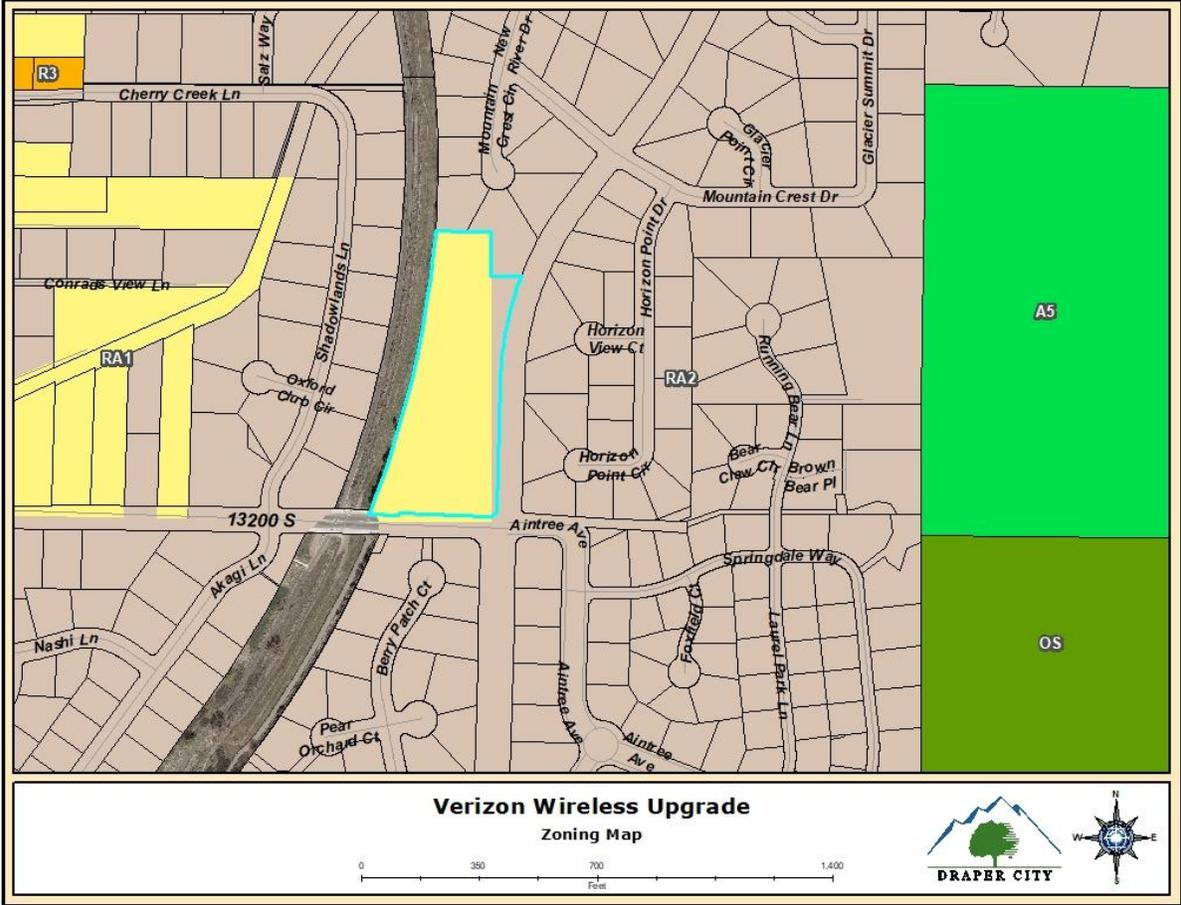 Salz Way
New
River Dr
R3
Cherry Creek Ln
Mountain
Crest Cir
Glacier
Point Cir
Glacier Summit Dr
Mountain Crest Dr
Horizon Point Dr
Shadowlands Ln
Conrads View Ln
RA1
Oxford
Club Cir
Horizon
View Ct
RA2
A5
Running Bear Ln
Horizon
Point Cir
Bear
Claw Cir
Brown
Bear Pl
13200 S
Aintree Ave
Springdale Way
Akagi Ln
Berry Patch Ct
Foxfield Ct
Laurel Park Ln
Nashi Ln
OS
Aintree Ave
Pear
Orchard Ct
Aintree
Ave
Verizon Wireless Upgrade
Zoning Map
0 350 700 1,400
Feet
DRAPER CITY
N
W E
S